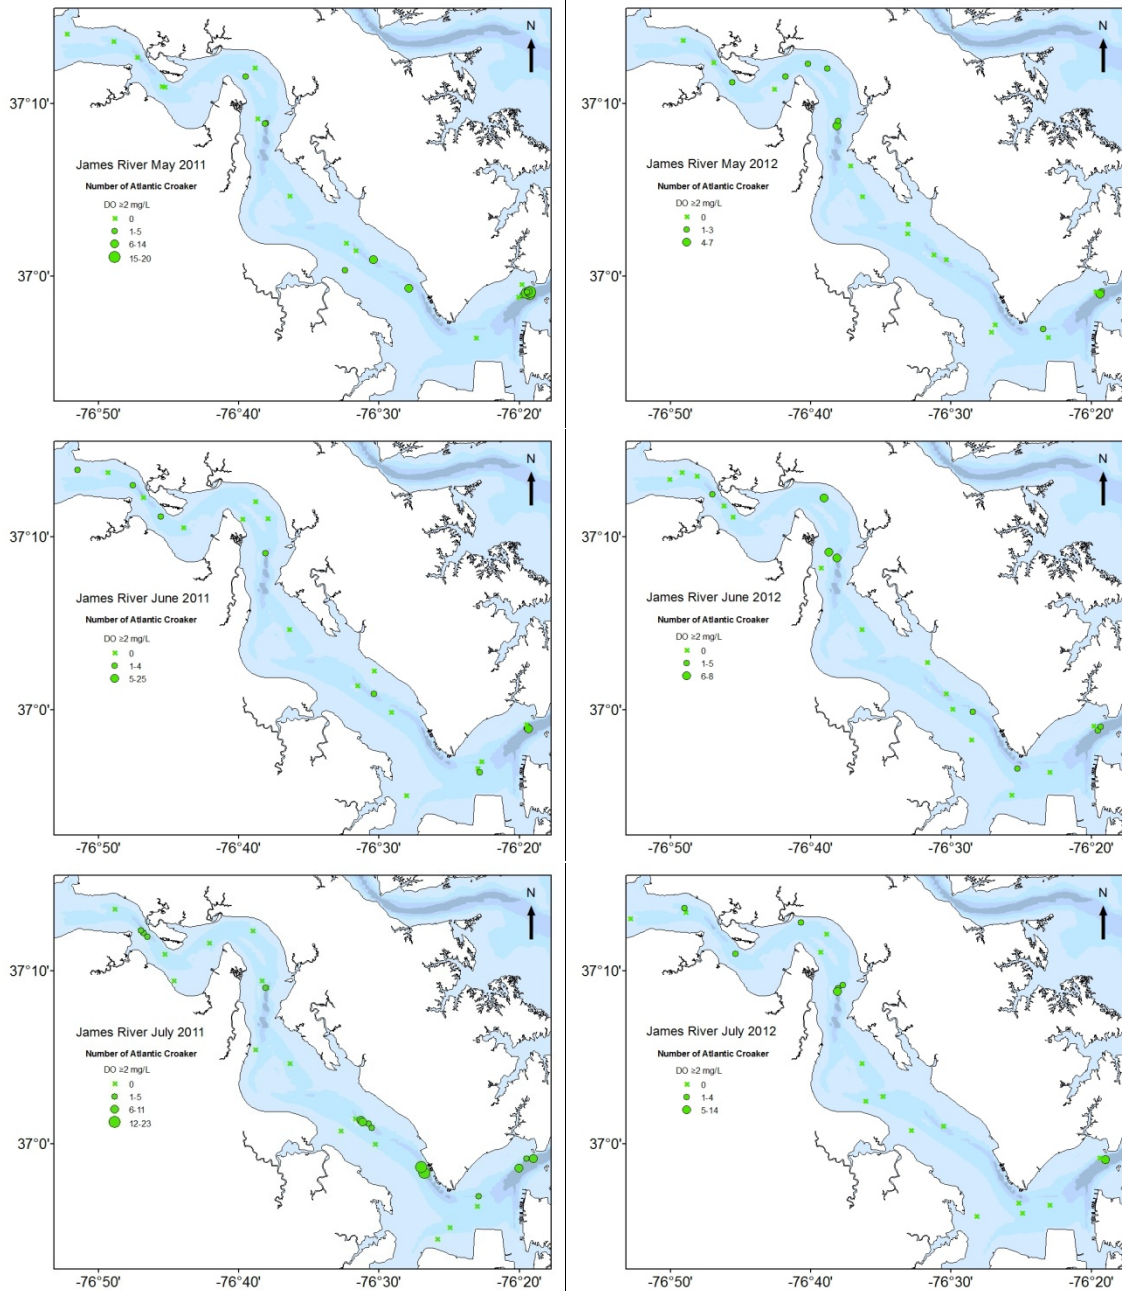 N
37°10'
James River May 2011
Number of Atlantic Croaker
DO ≥2 mg/L
0
1-5
6-14
15-20
37°0'
-76°50'
-76°40'
-76°30'
-76°20'
N
37°10'
James River May 2012
Number of Atlantic Croaker
DO ≥2 mg/L
0
1-3
4-7
37°0'
-76°50'
-76°40'
-76°30'
-76°20'
N
37°10'
James River June 2011
Number of Atlantic Croaker
DO ≥2 mg/L
0
1-4
5-25
37°0'
-76°50'
-76°40'
-76°30'
-76°20'
N
37°10'
James River June 2012
Number of Atlantic Croaker
DO ≥2 mg/L
0
1-5
6-8
37°0'
-76°50'
-76°40'
-76°30'
-76°20'
N
37°10'
James River July 2011
Number of Atlantic Croaker
DO ≥2 mg/L
0
1-5
6-11
12-23
37°0'
-76°50'
-76°40'
-76°30'
-76°20'
N
37°10'
James River July 2012
Number of Atlantic Croaker
DO ≥2 mg/L
0
1-4
5-14
37°0'
-76°50'
-76°40'
-76°30'
-76°20'